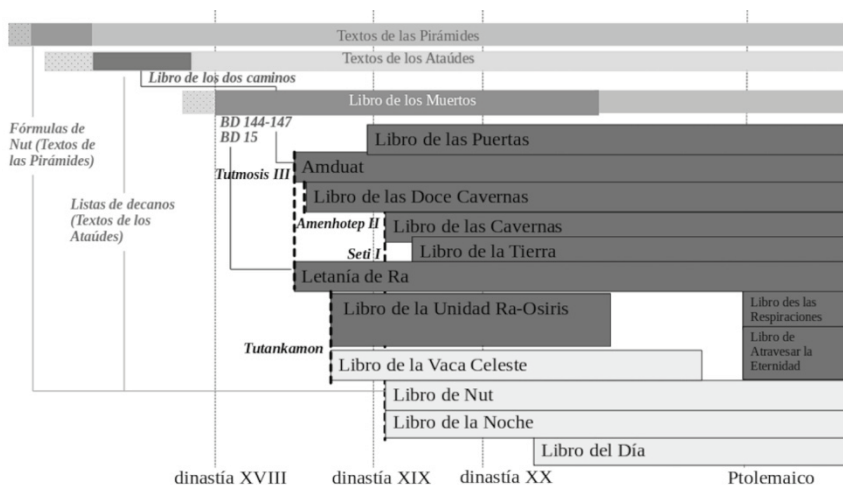 Textos de las Pirámides
Textos de los Ataúdes
Libro de los dos caminos
Libro de los Muertos
Fórmulas de
Nut (Textos de
las Pirámides)
BD 144-147
BD 15
Libro de las Puertas
Tutmosis III
Amduat
Listas de decanos
(Textos de los
Ataúdes)
Libro de las Doce Cavernas
Amenhotep II
Libro de las Cavernas
Seti I
Libro de la Tierra
Letanía de Ra
Libro de la Unidad Ra-Osiris
Libro des las
Respiraciones
Libro de
Atravesar la
Eternidad
Tutankamon
Libro de la Vaca Celeste
Libro de Nut
Libro de la Noche
Libro del Día
dinastía XVIII
dinastía XIX
dinastía XX
Ptolemaico